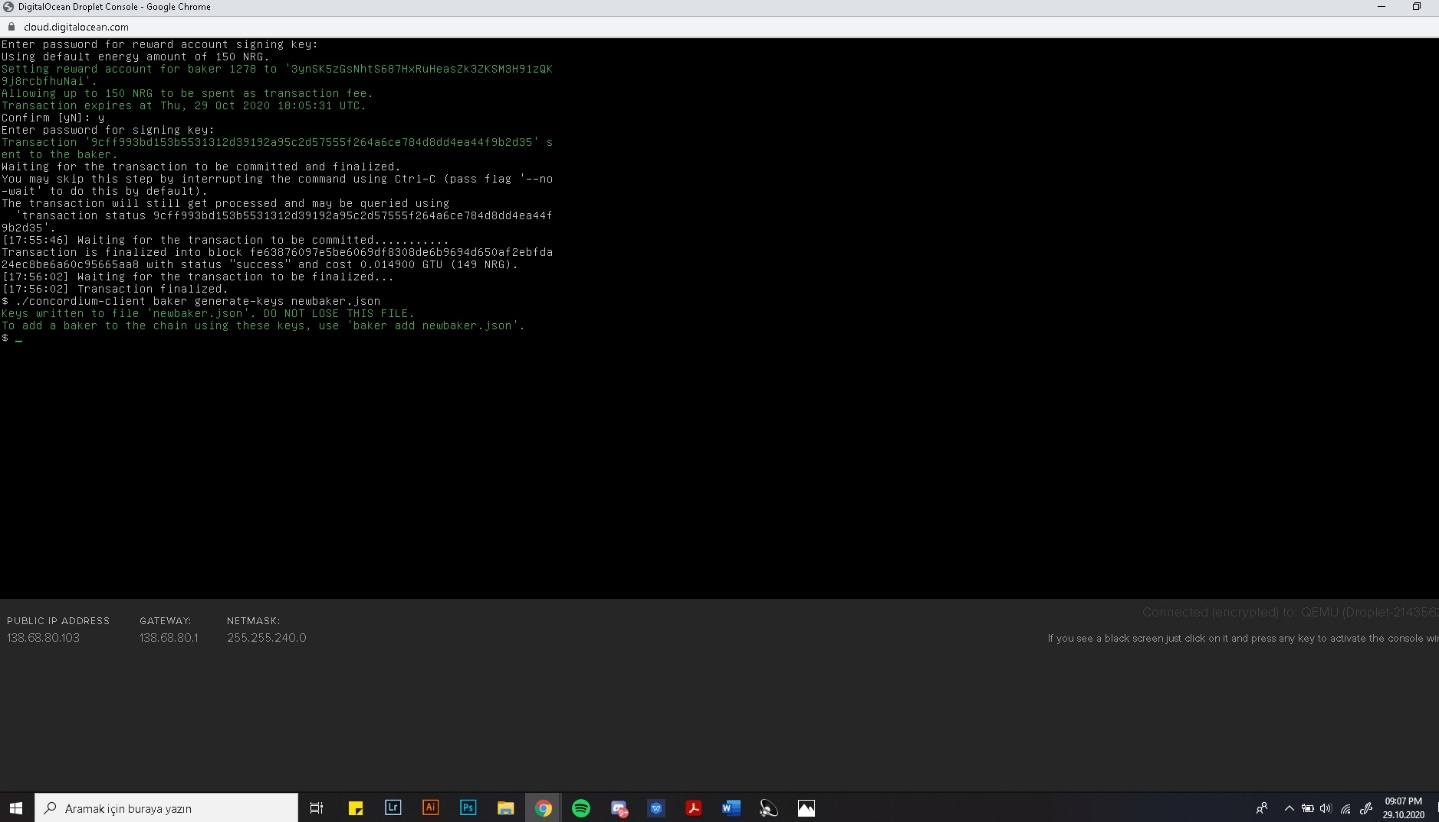 DigitalOcean Droplet Console - Google Chrome
cloud.digitalocean.com
Enter password for reward account signing key:
Using default energy amount of 150 NRG.
Setting reward account for baker 1278 to '3ynSK5zGsNhtS687HxRuHeasZk3ZKSM3H91zQK
9j8rcbfhuNai'.
Allowing up to 150 NRG to be spent as transaction fee.
Transaction expires at Thu, 29 Oct 2020 18:05:31 UTC.
Confirm [yN]: y
Enter password for signing key:
Transaction '9cff993bd153b5531312d39192a95c2d57555f264a6ce784d8dd4ea44f9b2d35' s
ent to the baker.
Waiting for the transaction to be committed and finalized.
You may skip this step by interrupting the command using Ctrl-C (pass flag '--no
-wait' to do this by default).
The transaction will still get processed and may be queried using
'transaction status 9cff993bd153b5531312d39192a95c2d57555f264a6ce784d8dd4ea44f
9b2d35'.
[17:55:46] Waiting for the transaction to be committed...........
Transaction is finalized into block fe63876097e5be6069df8308de6b9694d650af2ebfda
24ec8be6a60c95665aa8 with status "success" and cost 0.014900 GTU (149 NRG).
[17:56:02] Waiting for the transaction to be finalized...
[17:56:02] Transaction finalized.
$ ./concordium-client baker generate-keys newbaker.json
Keys written to file 'newbaker.json'. DO NOT LOSE THIS FILE.
To add a baker to the chain using these keys, use 'baker add newbaker.json'.
$ _
Connected (encrypted) to: QEMU (Droplet-214356
PUBLIC IP ADDRESS GATEWAY: NETMASK:
138.68.80.103 138.68.80.1 255.255.240.0
If you see a black screen just click on it and press any key to activate the console wi
Aramak için buraya yazın
Lr Ai Ps
09:07 PM
29.10.2020